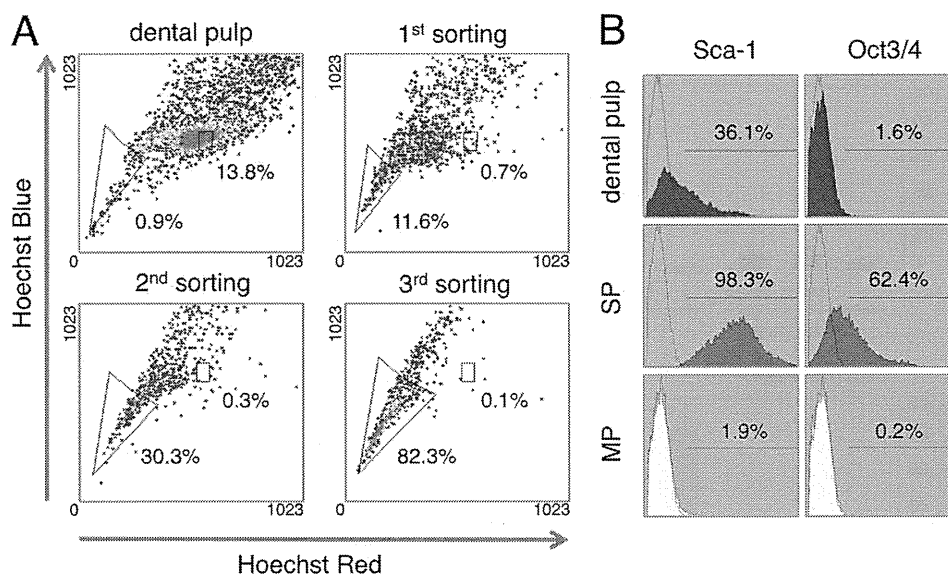 A
B
dental pulp
1st sorting
1023
13.8%
0.9%
0
1023
1023
0.7%
11.6%
0
1023
2nd sorting
3rd sorting
1023
0.3%
30.3%
0
1023
1023
0.1%
82.3%
0
1023
Hoechst Blue
Hoechst Red
Sca-1
Oct3/4
dental pulp
36.1%
1.6%
SP
98.3%
62.4%
MP
1.9%
0.2%